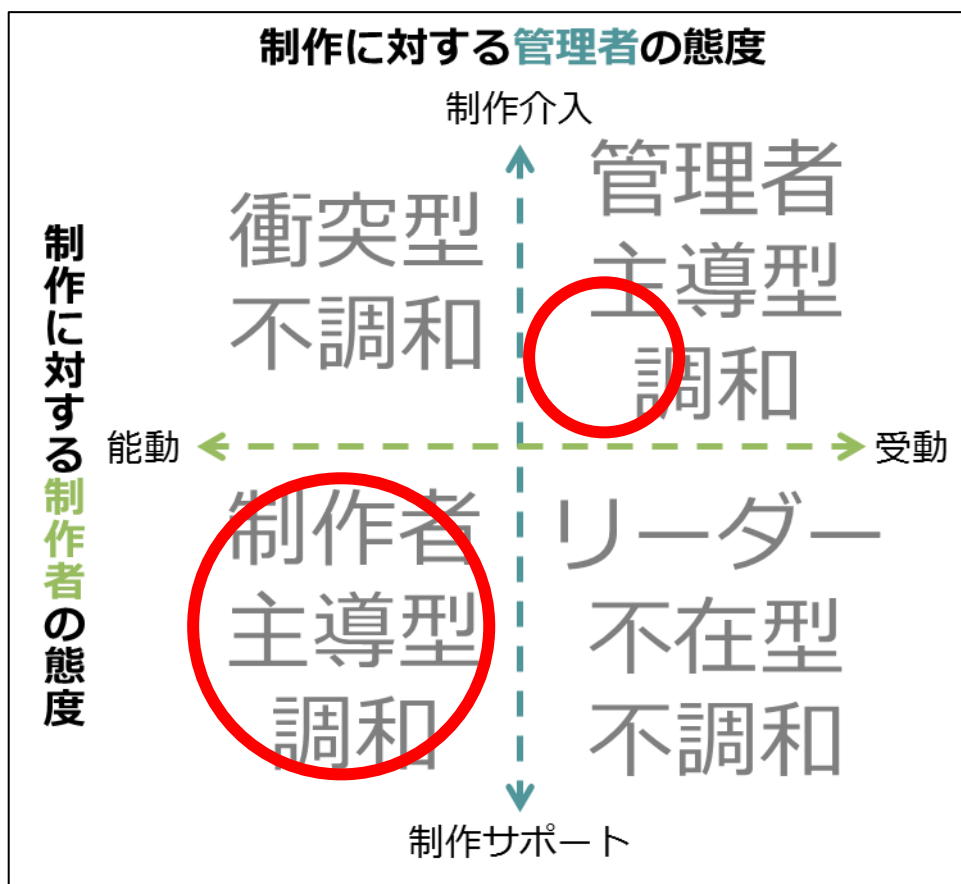 制作に対する管理者の態度
制作介入
衝突型
不調和
管理者
主導型
調和
制作に対する制作者の態度
能動
受動
制作者
主導型
調和
リーダー
不在型
不調和
制作サポート